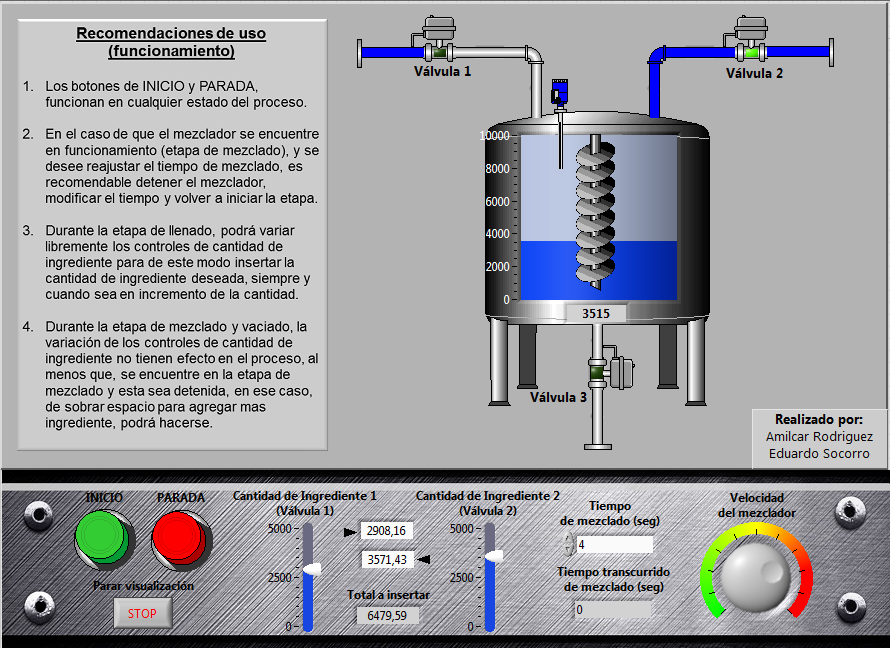 Recomendaciones de uso
(funcionamiento)
1. Los botones de INICIO y PARADA,
funcionan en cualquier estado del proceso.
2. En el caso de que el mezclador se encuentre
en funcionamiento (etapa de mezclado), y se
desee reajustar el tiempo de mezclado, es
recomendable detener el mezclador,
modificar el tiempo y volver a iniciar la etapa.
3. Durante la etapa de llenado, podrá variar
libremente los controles de cantidad de
ingrediente para de este modo insertar la
cantidad de ingrediente deseada, siempre y
cuando sea en incremento de la cantidad.
4. Durante la etapa de mezclado y vaciado, la
variación de los controles de cantidad de
ingrediente no tienen efecto en el proceso, al
menos que, se encuentre en la etapa de
mezclado y esta sea detenida, en ese caso,
de sobrar espacio para agregar mas
ingrediente, podrá hacerse.
Válvula 1
Válvula 2
10000
8000
6000
4000
2000
0
3515
Válvula 3
Realizado por:
Amilcar Rodriguez
Eduardo Socorro
INICIO
PARADA
Parar visualización
STOP
Cantidad de Ingrediente 1
(Válvula 1)
5000
2500
0
2908,16
3571,43
Total a insertar
6479,59
Cantidad de Ingrediente 2
(Válvula 2)
5000
2500
0
Tiempo
de mezclado (seg)
4
Tiempo transcurrido
de mezclado (seg)
0
Velocidad
del mezclador